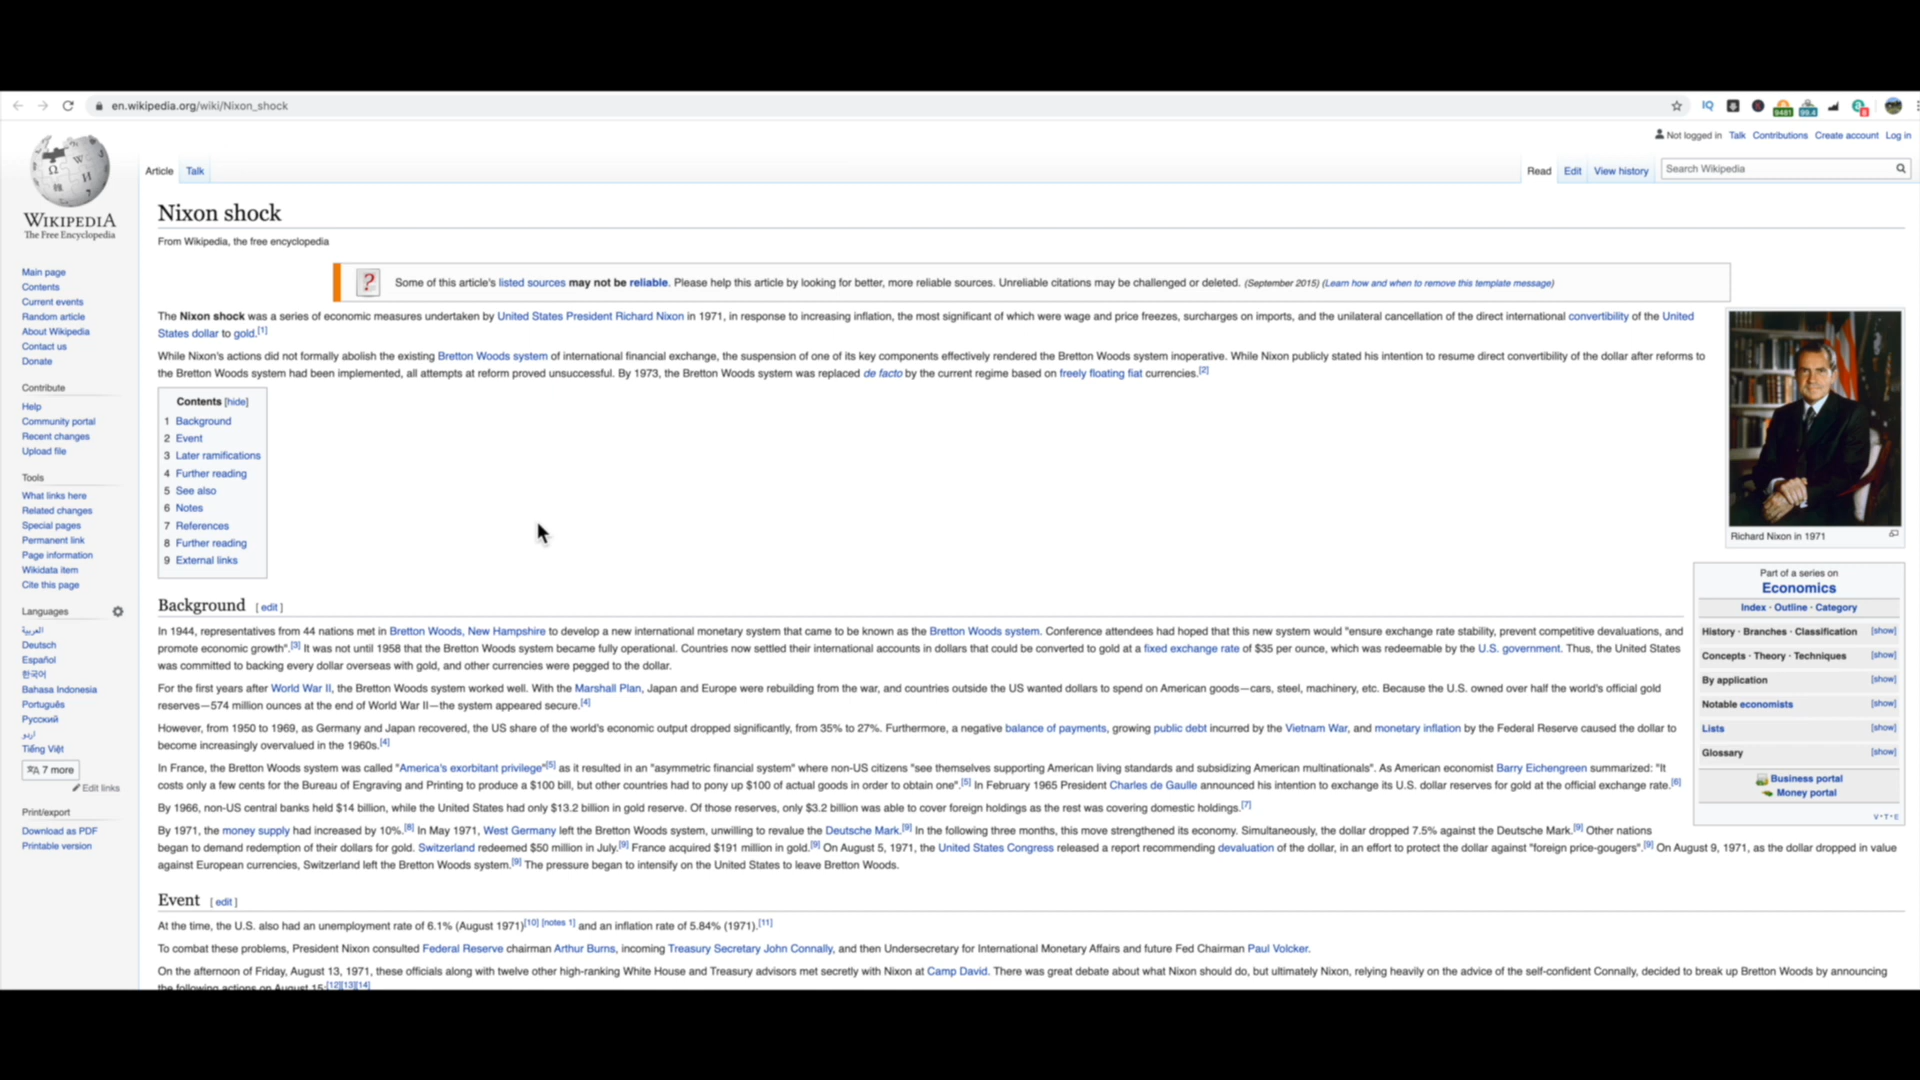 en.wikipedia.org/wiki/Nixon_shock
IQ
9481
99.4
Not logged in Talk Contributions Create account Log in
Article Talk
Read Edit View history
Search Wikipedia
WIKIPEDIA
The Free Encyclopedia
Main page
Contents
Current events
Random article
About Wikipedia
Contact us
Donate
Contribute
Help
Community portal
Recent changes
Upload file
Tools
What links here
Related changes
Special pages
Permanent link
Page information
Wikidata item
Cite this page
Languages
العربية
Deutsch
Español
한국어
Bahasa Indonesia
Português
Русский
اردو
Tiếng Việt
7 more
Edit links
Print/export
Download as PDF
Printable version
Nixon shock
From Wikipedia, the free encyclopedia
Some of this article's listed sources may not be reliable. Please help this article by looking for better, more reliable sources. Unreliable citations may be challenged or deleted. (September 2015) (Learn how and when to remove this template message)
The Nixon shock was a series of economic measures undertaken by United States President Richard Nixon in 1971, in response to increasing inflation, the most significant of which were wage and price freezes, surcharges on imports, and the unilateral cancellation of the direct international convertibility of the United
States dollar to gold.[1]
While Nixon's actions did not formally abolish the existing Bretton Woods system of international financial exchange, the suspension of one of its key components effectively rendered the Bretton Woods system inoperative. While Nixon publicly stated his intention to resume direct convertibility of the dollar after reforms to
the Bretton Woods system had been implemented, all attempts at reform proved unsuccessful. By 1973, the Bretton Woods system was replaced de facto by the current regime based on freely floating fiat currencies.[2]
Contents [hide]
1 Background
2 Event
3 Later ramifications
4 Further reading
5 See also
6 Notes
7 References
8 Further reading
9 External links
Richard Nixon in 1971
Part of a series on
Economics
Index · Outline · Category
History · Branches · Classification [show]
Concepts · Theory · Techniques [show]
By application [show]
Notable economists [show]
Lists [show]
Glossary [show]
Business portal
Money portal
V·T·E
Background [ edit ]
In 1944, representatives from 44 nations met in Bretton Woods, New Hampshire to develop a new international monetary system that came to be known as the Bretton Woods system. Conference attendees had hoped that this new system would "ensure exchange rate stability, prevent competitive devaluations, and
promote economic growth".[3] It was not until 1958 that the Bretton Woods system became fully operational. Countries now settled their international accounts in dollars that could be converted to gold at a fixed exchange rate of $35 per ounce, which was redeemable by the U.S. government. Thus, the United States
was committed to backing every dollar overseas with gold, and other currencies were pegged to the dollar.
For the first years after World War II, the Bretton Woods system worked well. With the Marshall Plan, Japan and Europe were rebuilding from the war, and countries outside the US wanted dollars to spend on American goods—cars, steel, machinery, etc. Because the U.S. owned over half the world's official gold
reserves—574 million ounces at the end of World War II—the system appeared secure.[4]
However, from 1950 to 1969, as Germany and Japan recovered, the US share of the world's economic output dropped significantly, from 35% to 27%. Furthermore, a negative balance of payments, growing public debt incurred by the Vietnam War, and monetary inflation by the Federal Reserve caused the dollar to
become increasingly overvalued in the 1960s.[4]
In France, the Bretton Woods system was called "America's exorbitant privilege"[5] as it resulted in an "asymmetric financial system" where non-US citizens "see themselves supporting American living standards and subsidizing American multinationals". As American economist Barry Eichengreen summarized: "It
costs only a few cents for the Bureau of Engraving and Printing to produce a $100 bill, but other countries had to pony up $100 of actual goods in order to obtain one".[5] In February 1965 President Charles de Gaulle announced his intention to exchange its U.S. dollar reserves for gold at the official exchange rate.[6]
By 1966, non-US central banks held $14 billion, while the United States had only $13.2 billion in gold reserve. Of those reserves, only $3.2 billion was able to cover foreign holdings as the rest was covering domestic holdings.[7]
By 1971, the money supply had increased by 10%.[8] In May 1971, West Germany left the Bretton Woods system, unwilling to revalue the Deutsche Mark.[9] In the following three months, this move strengthened its economy. Simultaneously, the dollar dropped 7.5% against the Deutsche Mark.[9] Other nations
began to demand redemption of their dollars for gold. Switzerland redeemed $50 million in July.[9] France acquired $191 million in gold.[9] On August 5, 1971, the United States Congress released a report recommending devaluation of the dollar, in an effort to protect the dollar against "foreign price-gougers".[9] On August 9, 1971, as the dollar dropped in value
against European currencies, Switzerland left the Bretton Woods system.[9] The pressure began to intensify on the United States to leave Bretton Woods.
Event [ edit ]
At the time, the U.S. also had an unemployment rate of 6.1% (August 1971)[10] [notes 1] and an inflation rate of 5.84% (1971).[11]
To combat these problems, President Nixon consulted Federal Reserve chairman Arthur Burns, incoming Treasury Secretary John Connally, and then Undersecretary for International Monetary Affairs and future Fed Chairman Paul Volcker.
On the afternoon of Friday, August 13, 1971, these officials along with twelve other high-ranking White House and Treasury advisors met secretly with Nixon at Camp David. There was great debate about what Nixon should do, but ultimately Nixon, relying heavily on the advice of the self-confident Connally, decided to break up Bretton Woods by announcing
the following actions on August 15:[12][13][14]